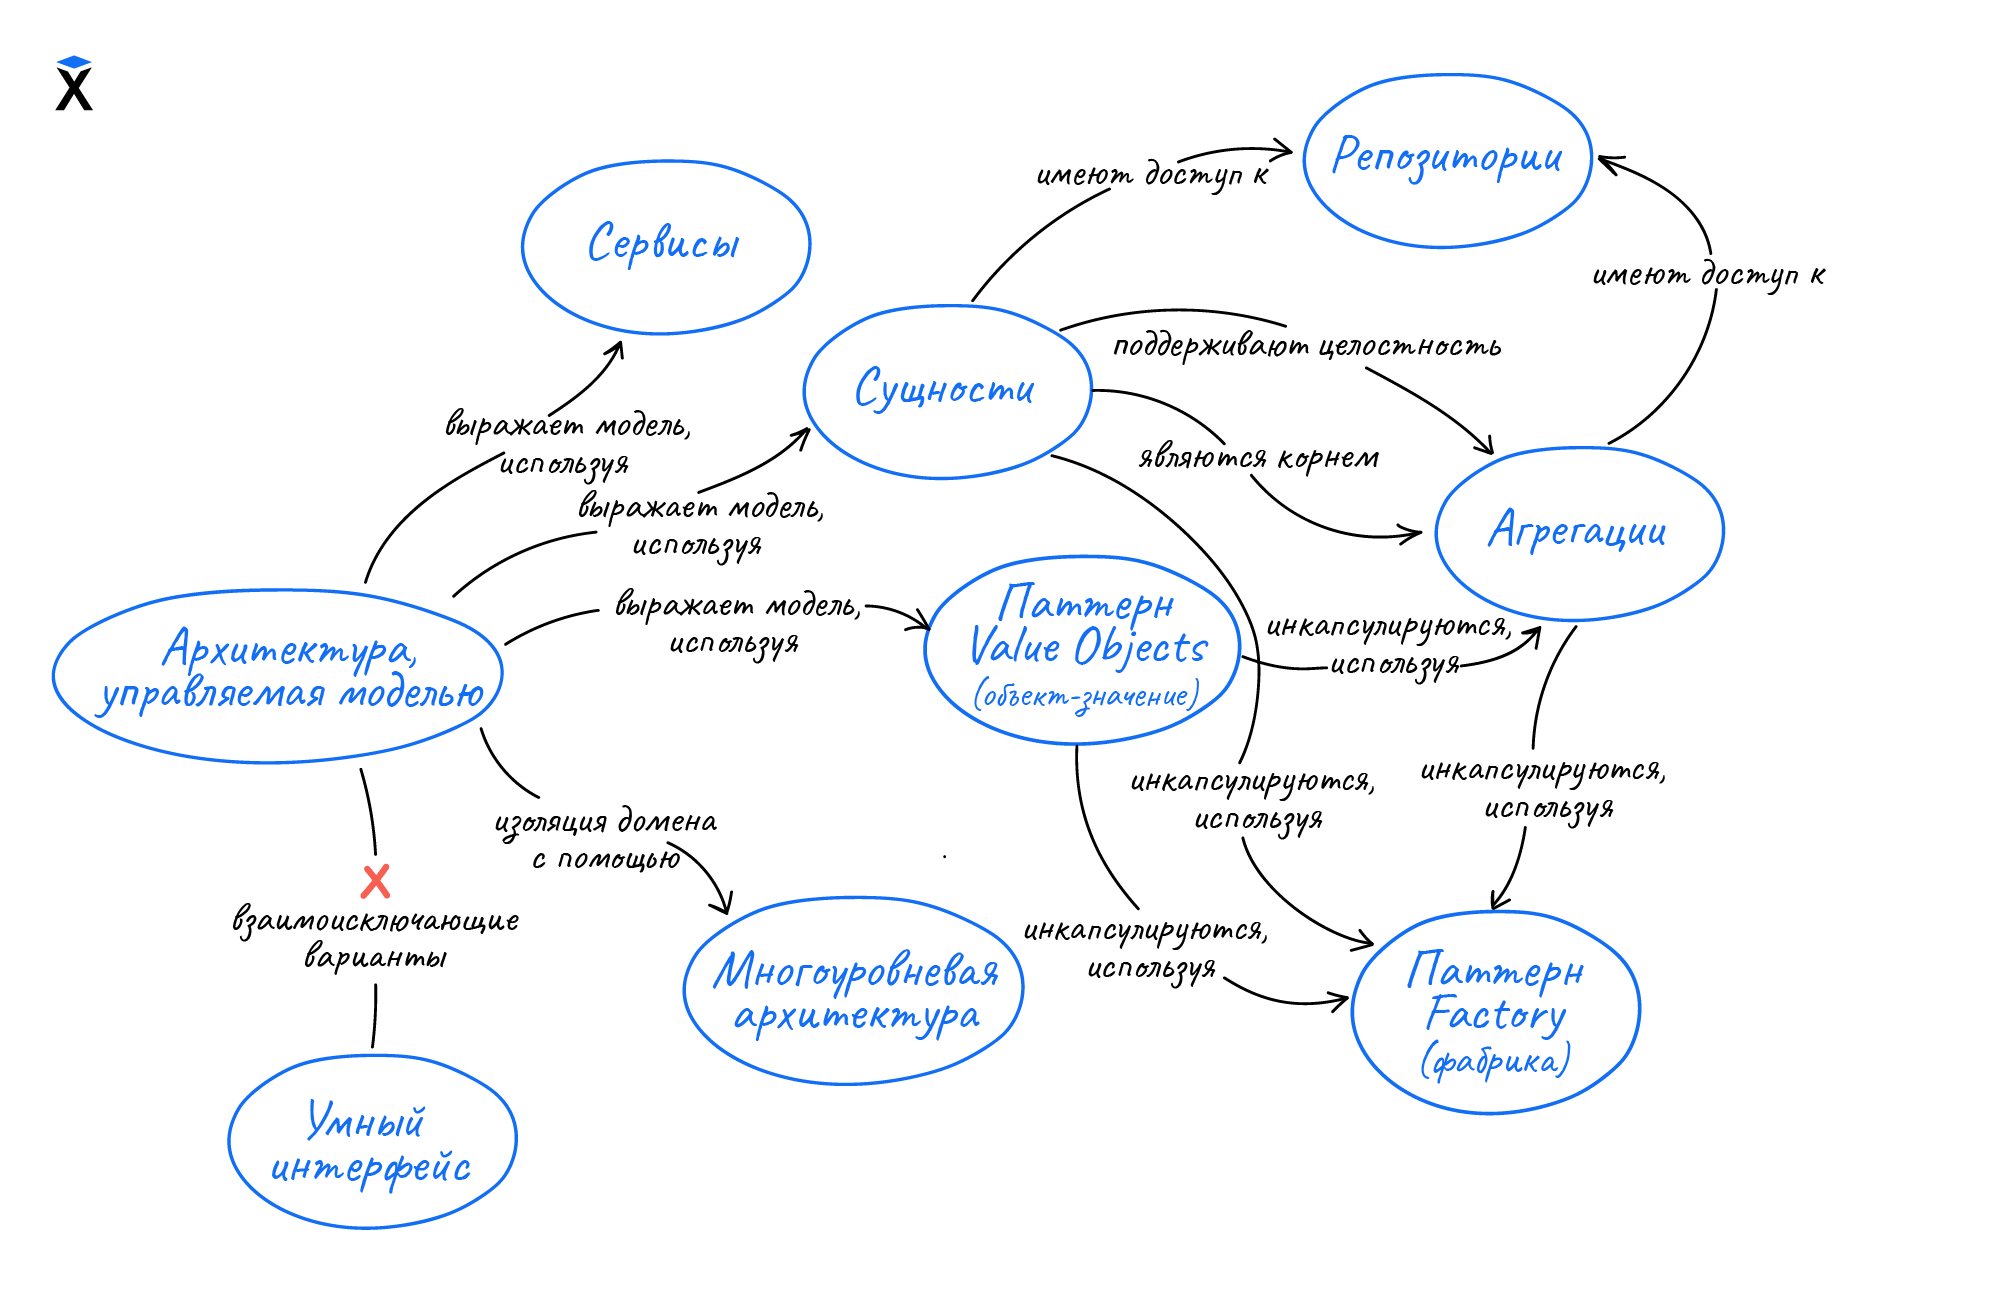 Репозитории
имеют доступ к
Сервисы
имеют доступ к
поддерживают целостность
Сущности
выражает модель,
используя
являются корнем
выражает модель,
используя
Агрегации
Паттерн
Value Objects
(объект-значение)
выражает модель,
используя
инкапсулируются,
используя
Архитектура,
управляемая моделью
инкапсулируются,
используя
инкапсулируются,
используя
изоляция домена
с помощью
X
взаимоисключающие
варианты
инкапсулируются,
используя
Многоуровневая
архитектура
Паттерн
Factory
(фабрика)
Умный
интерфейс